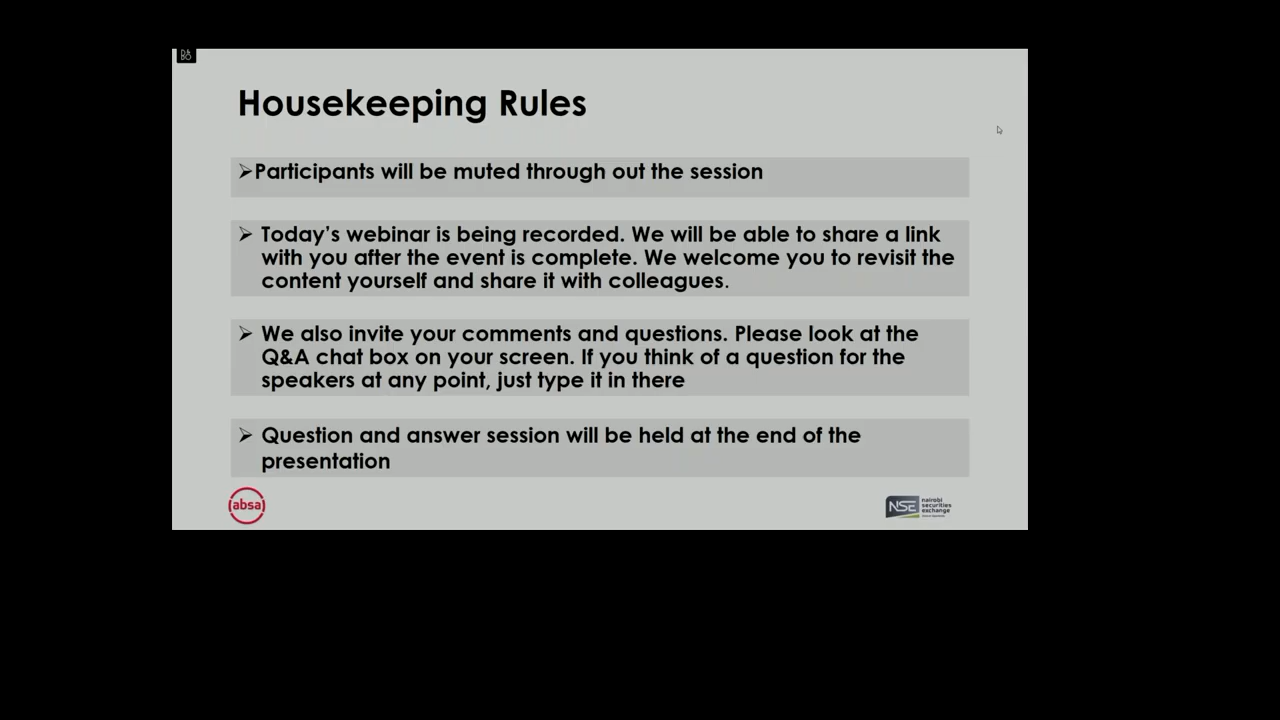 Housekeeping Rules
➢Participants will be muted through out the session
➢ Today's webinar is being recorded. We will be able to share a link
with you after the event is complete. We welcome you to revisit the
content yourself and share it with colleagues.
➢ We also invite your comments and questions. Please look at the
Q&A chat box on your screen. If you think of a question for the
speakers at any point, just type it in there
➢ Question and answer session will be held at the end of the
presentation
absa
NSE
nairobi
securities
exchange